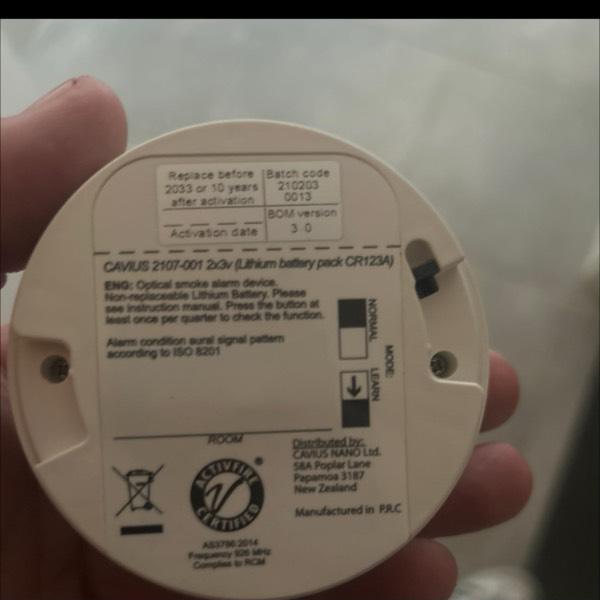 Replace before
2033 or 10 years
after activation
Activation date
Batch code
210203
0013
BOM version
3 0
CAVIUS 2107-001 2x3v (Lithium battery pack CR123A)
ENG: Optical smoke alarm device.
Non-replaceable Lithium Battery. Please
see instruction manual. Press the button at
least once per quarter to check the function.
Alarm condition aural signal pattern
according to ISO 8201
NORMAL
MODE:
LEARN
ROOM
ACTIVFIRE
®
CERTIFIED
AS3786:2014
Frequency 926 MHz
Complies to RCM
Distributed by:
CAVIUS NANO Ltd.
58A Poplar Lane
Papamoa 3187
New Zealand
Manufactured in P.R.C